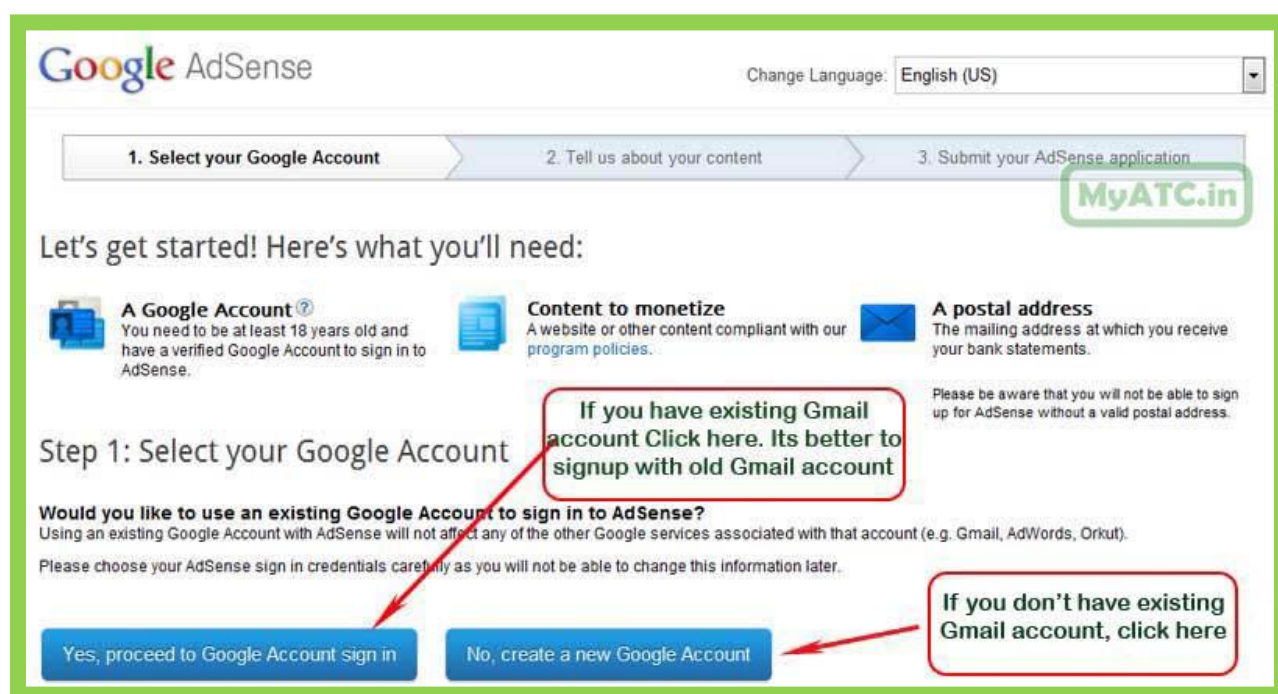 Google AdSense
Change Language: English (US)
1. Select your Google Account
2. Tell us about your content
3. Submit your AdSense application
MyATC.in
Let's get started! Here's what you'll need:
A Google Account ?
You need to be at least 18 years old and
have a verified Google Account to sign in to
AdSense.
Content to monetize
A website or other content compliant with our
program policies.
A postal address
The mailing address at which you receive
your bank statements.
Please be aware that you will not be able to sign
up for AdSense without a valid postal address.
If you have existing Gmail
account Click here. Its better to
signup with old Gmail account
Step 1: Select your Google Account
Would you like to use an existing Google Account to sign in to AdSense?
Using an existing Google Account with AdSense will not affect any of the other Google services associated with that account (e.g. Gmail, AdWords, Orkut).
Please choose your AdSense sign in credentials carefully as you will not be able to change this information later.
If you don't have existing
Gmail account, click here
Yes, proceed to Google Account sign in
No, create a new Google Account